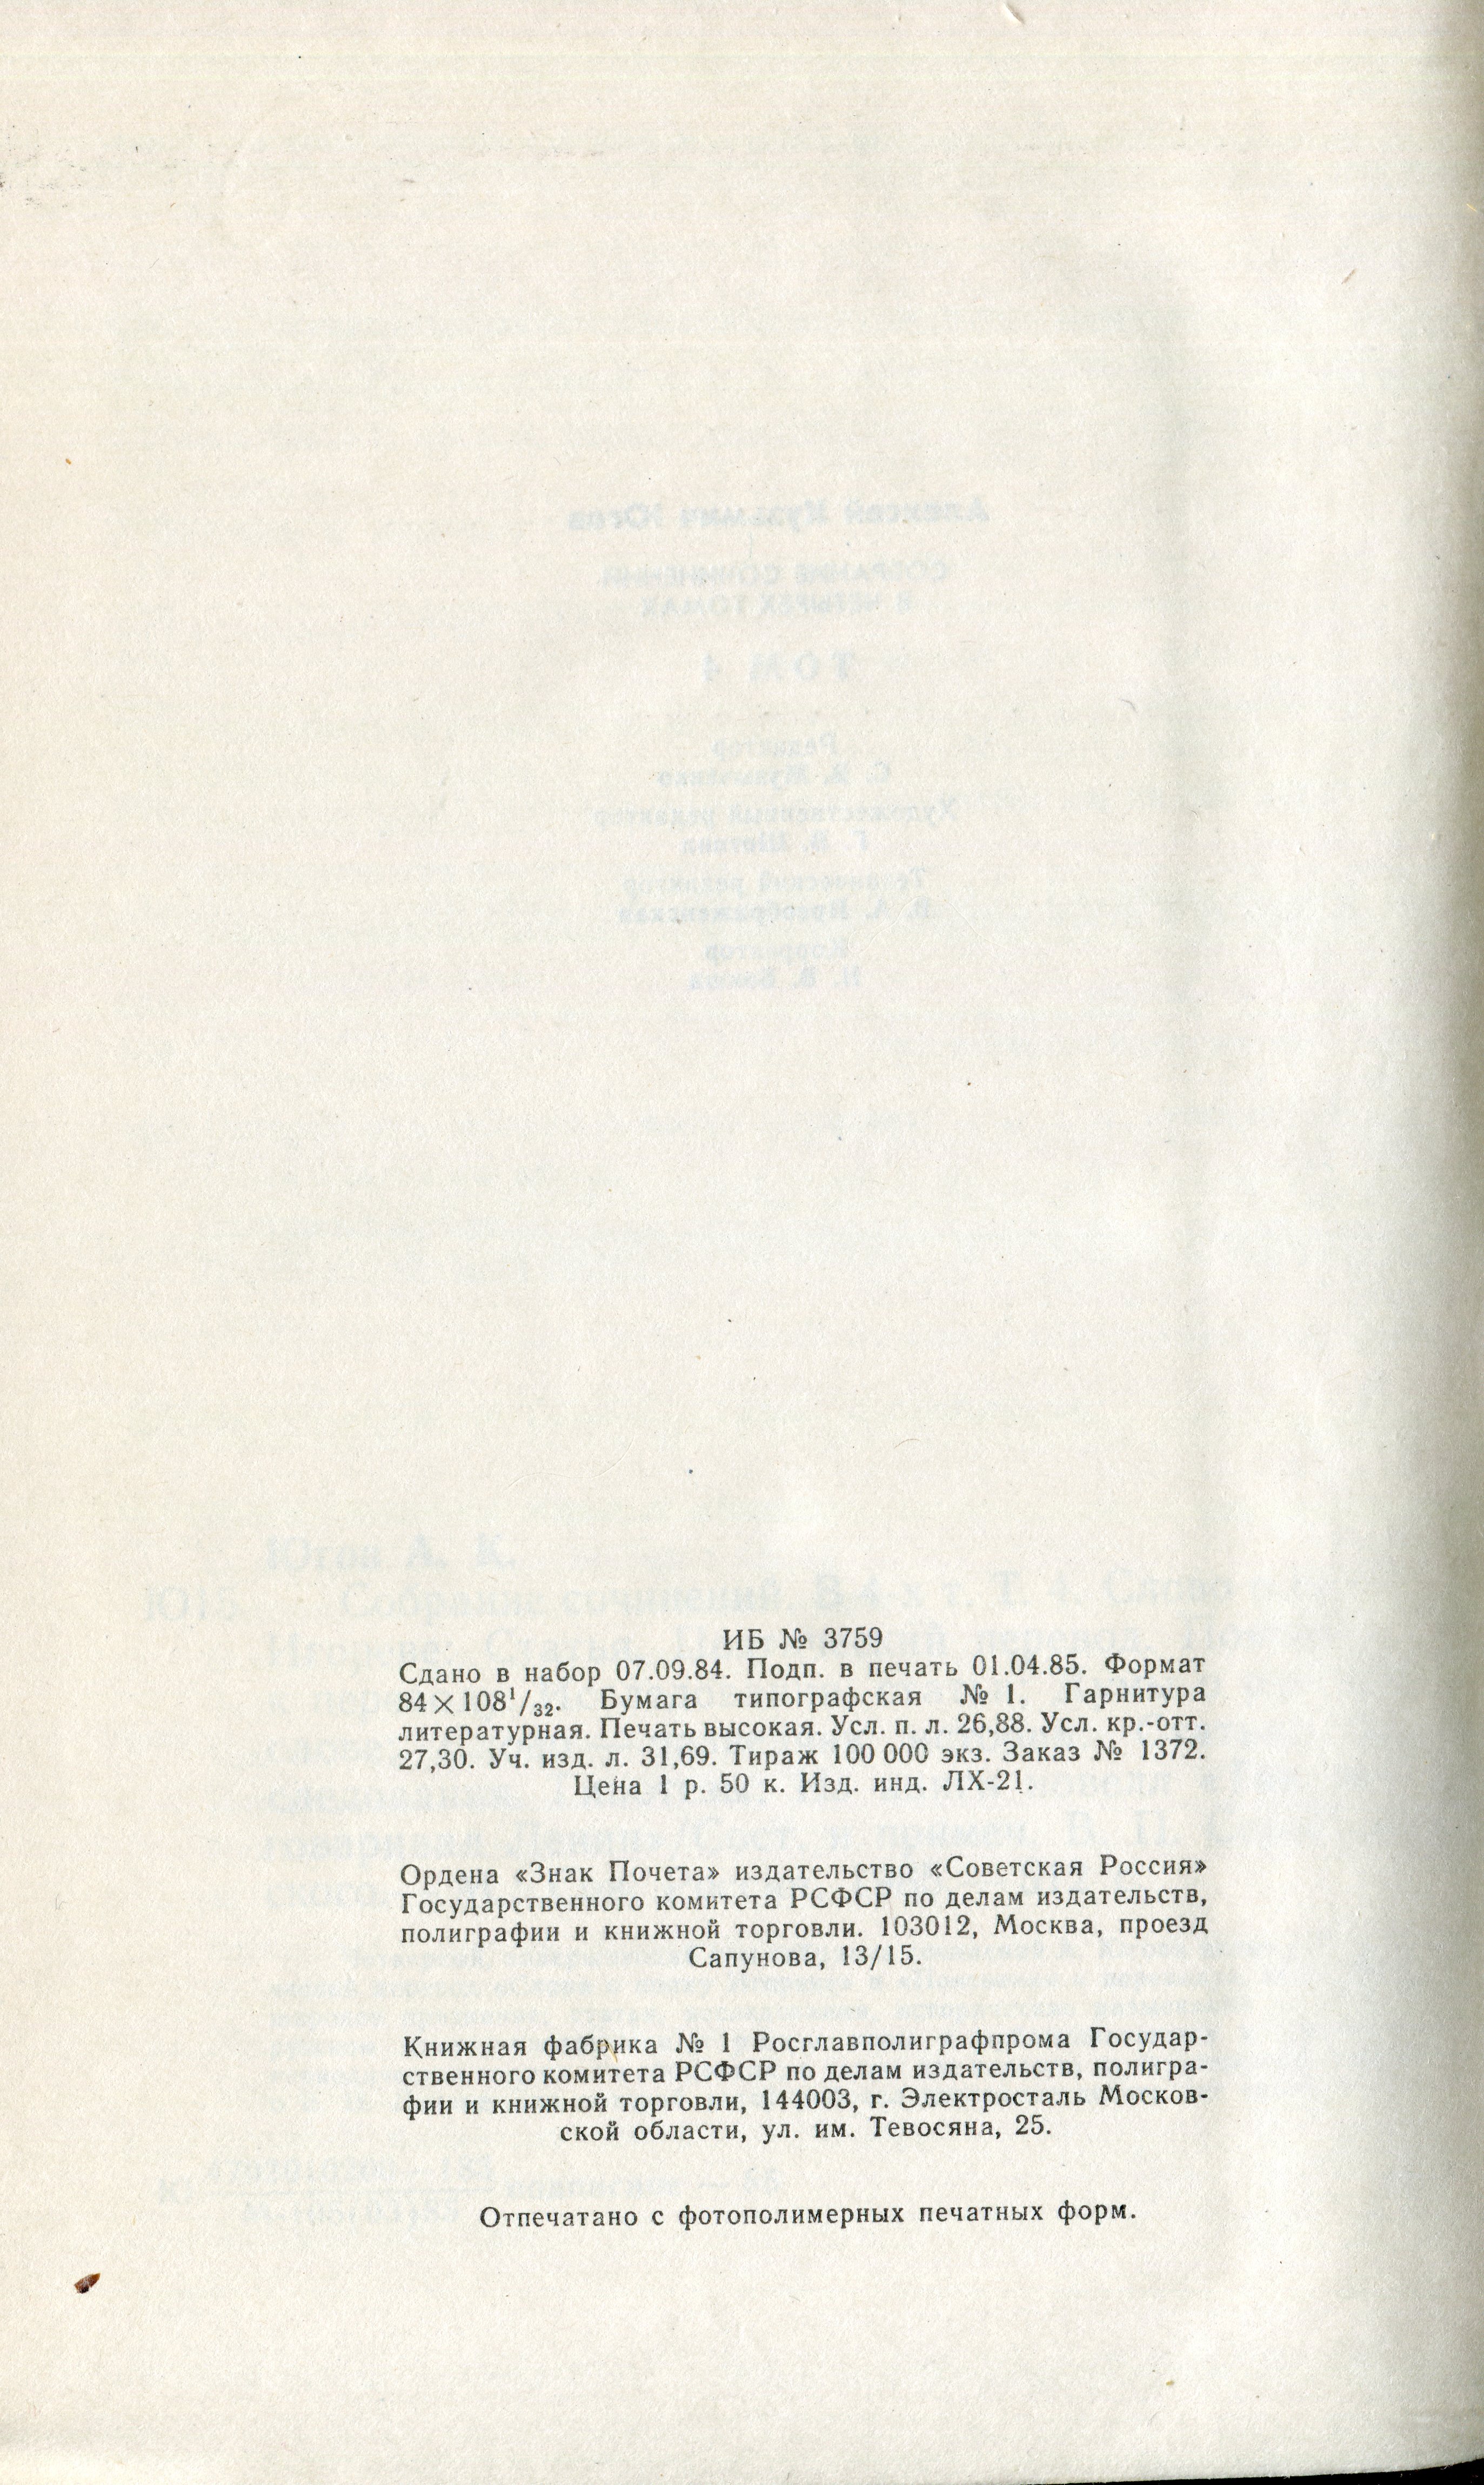 ИБ № 3759
Сдано в набор 07.09.84. Подп. в печать 01.04.85. Формат
84×108¹/₃₂. Бумага типографская № 1. Гарнитура
литературная. Печать высокая. Усл. п. л. 26,88. Усл. кр.-отт.
27,30. Уч. изд. л. 31,69. Тираж 100 000 экз. Заказ № 1372.
Цена 1 р. 50 к. Изд. инд. ЛХ-21.
Ордена «Знак Почета» издательство «Советская Россия»
Государственного комитета РСФСР по делам издательств,
полиграфии и книжной торговли. 103012, Москва, проезд
Сапунова, 13/15.
Книжная фабрика № 1 Росглавполиграфпрома Государ-
ственного комитета РСФСР по делам издательств, полигра-
фии и книжной торговли, 144003, г. Электросталь Москов-
ской области, ул. им. Тевосяна, 25.
Отпечатано с фотополимерных печатных форм.